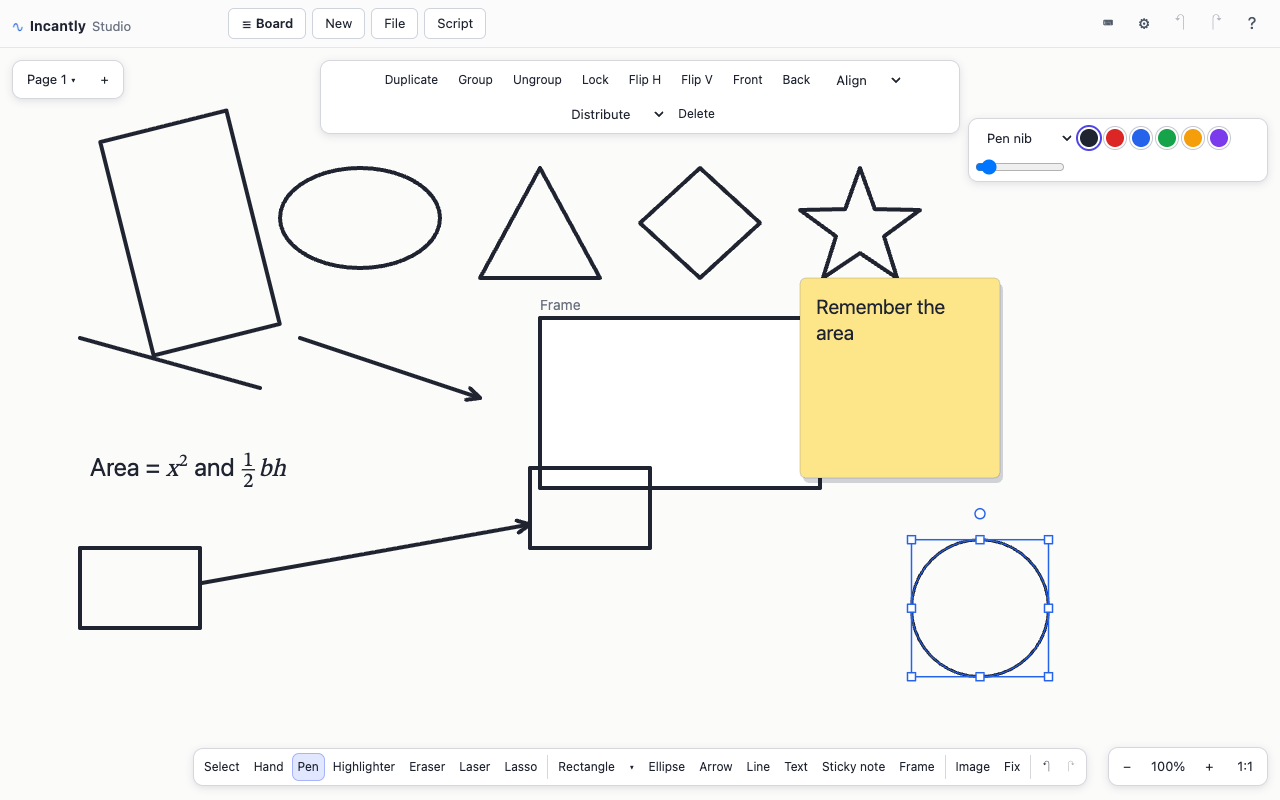 Incantly Studio
≡ Board New File Script
?
Page 1 +
Duplicate Group Ungroup Lock Flip H Flip V Front Back Align
Distribute Delete
Pen nib
Frame
Remember the
area
Area = x² and 1/2 bh
Select Hand Pen Highlighter Eraser Laser Lasso Rectangle Ellipse Arrow Line Text Sticky note Frame Image Fix
− 100% + 1:1